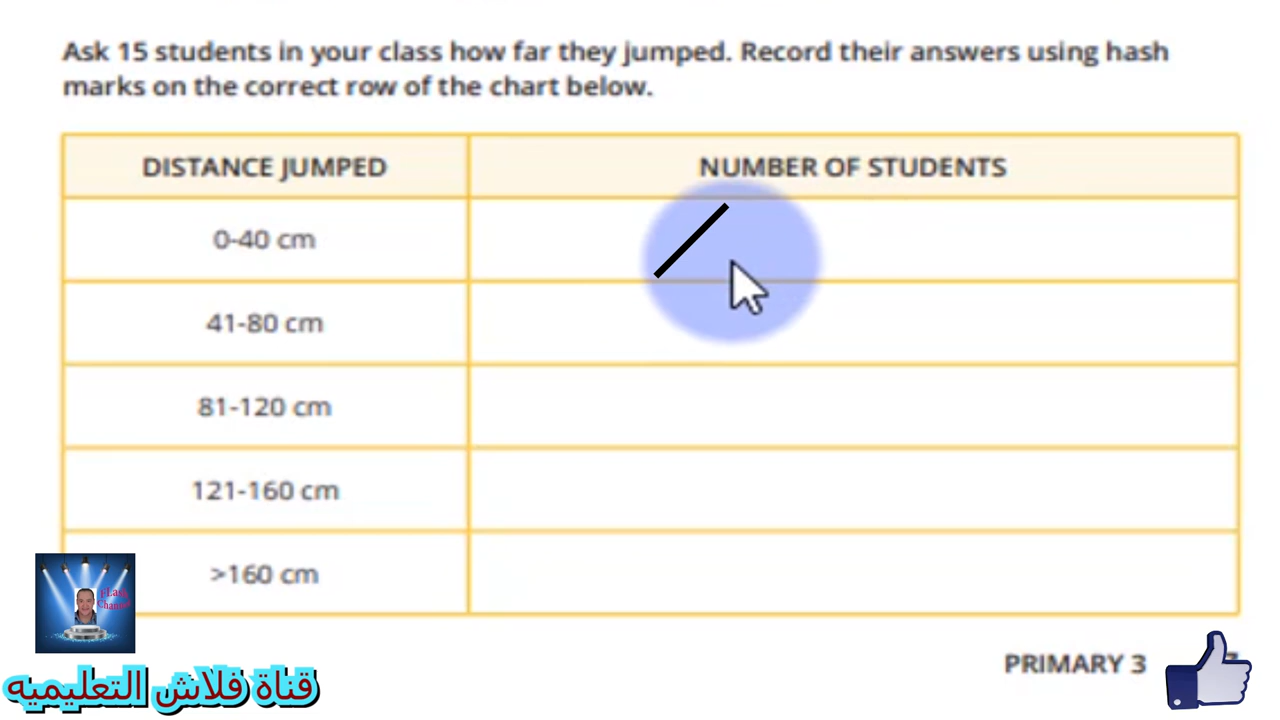 Ask 15 students in your class how far they jumped. Record their answers using hash
marks on the correct row of the chart below.
DISTANCE JUMPED NUMBER OF STUDENTS
0-40 cm
41-80 cm
81-120 cm
121-160 cm
>160 cm
fLash
Channel
PRIMARY 3
قناة فلاش التعليميه